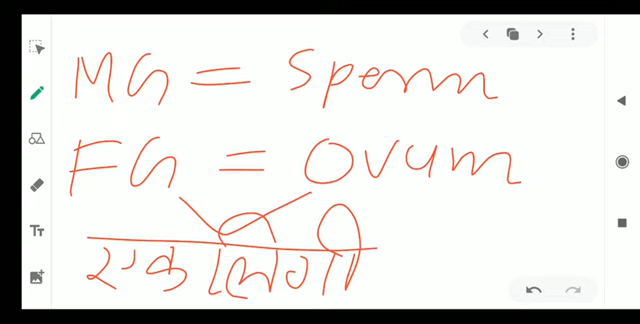 MG = Sperm
FG = Ovum
एकलिंगी